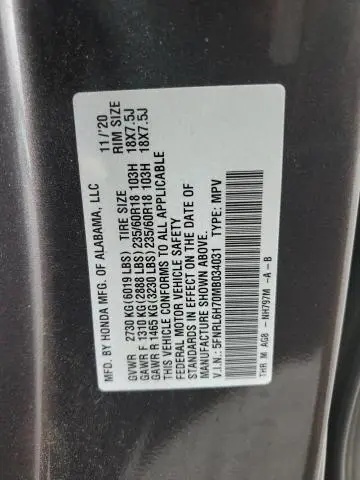 MFD. BY HONDA MFG. OF ALABAMA, LLC 11/'20
TIRE SIZE RIM SIZE
GVWR 2730 KG(6019 LBS)
GAWR F 1310 KG(2888 LBS) 235/60R18 103H 18X7.5J
GAWR R 1465 KG(3230 LBS) 235/60R18 103H 18X7.5J
THIS VEHICLE CONFORMS TO ALL APPLICABLE
FEDERAL MOTOR VEHICLE SAFETY
STANDARDS IN EFFECT ON THE DATE OF
MANUFACTURE SHOWN ABOVE.
V.I.N.: 5FNRL6H70MB034031 TYPE: MPV
THR M AG8 - NH797M -A-B